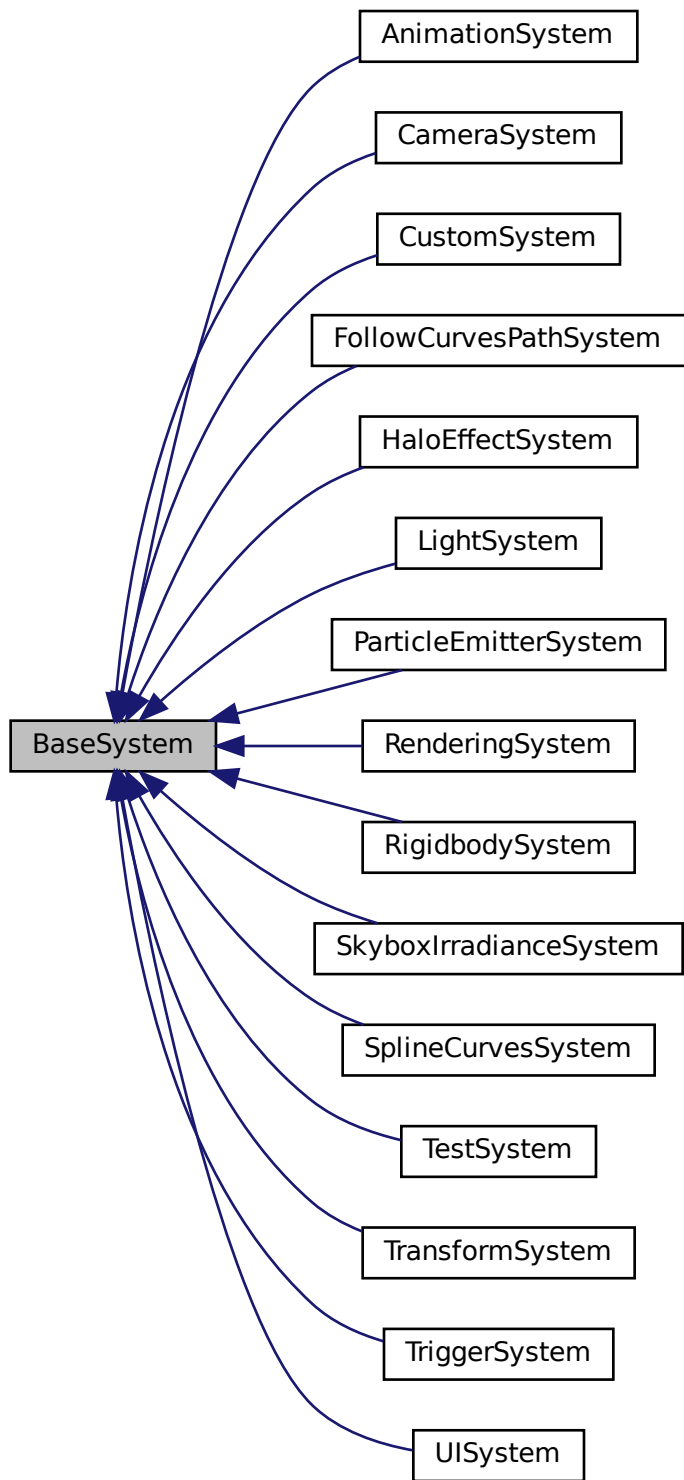 AnimationSystem
CameraSystem
CustomSystem
FollowCurvesPathSystem
HaloEffectSystem
LightSystem
ParticleEmitterSystem
BaseSystem
RenderingSystem
RigidbodySystem
SkyboxIrradianceSystem
SplineCurvesSystem
TestSystem
TransformSystem
TriggerSystem
UISystem